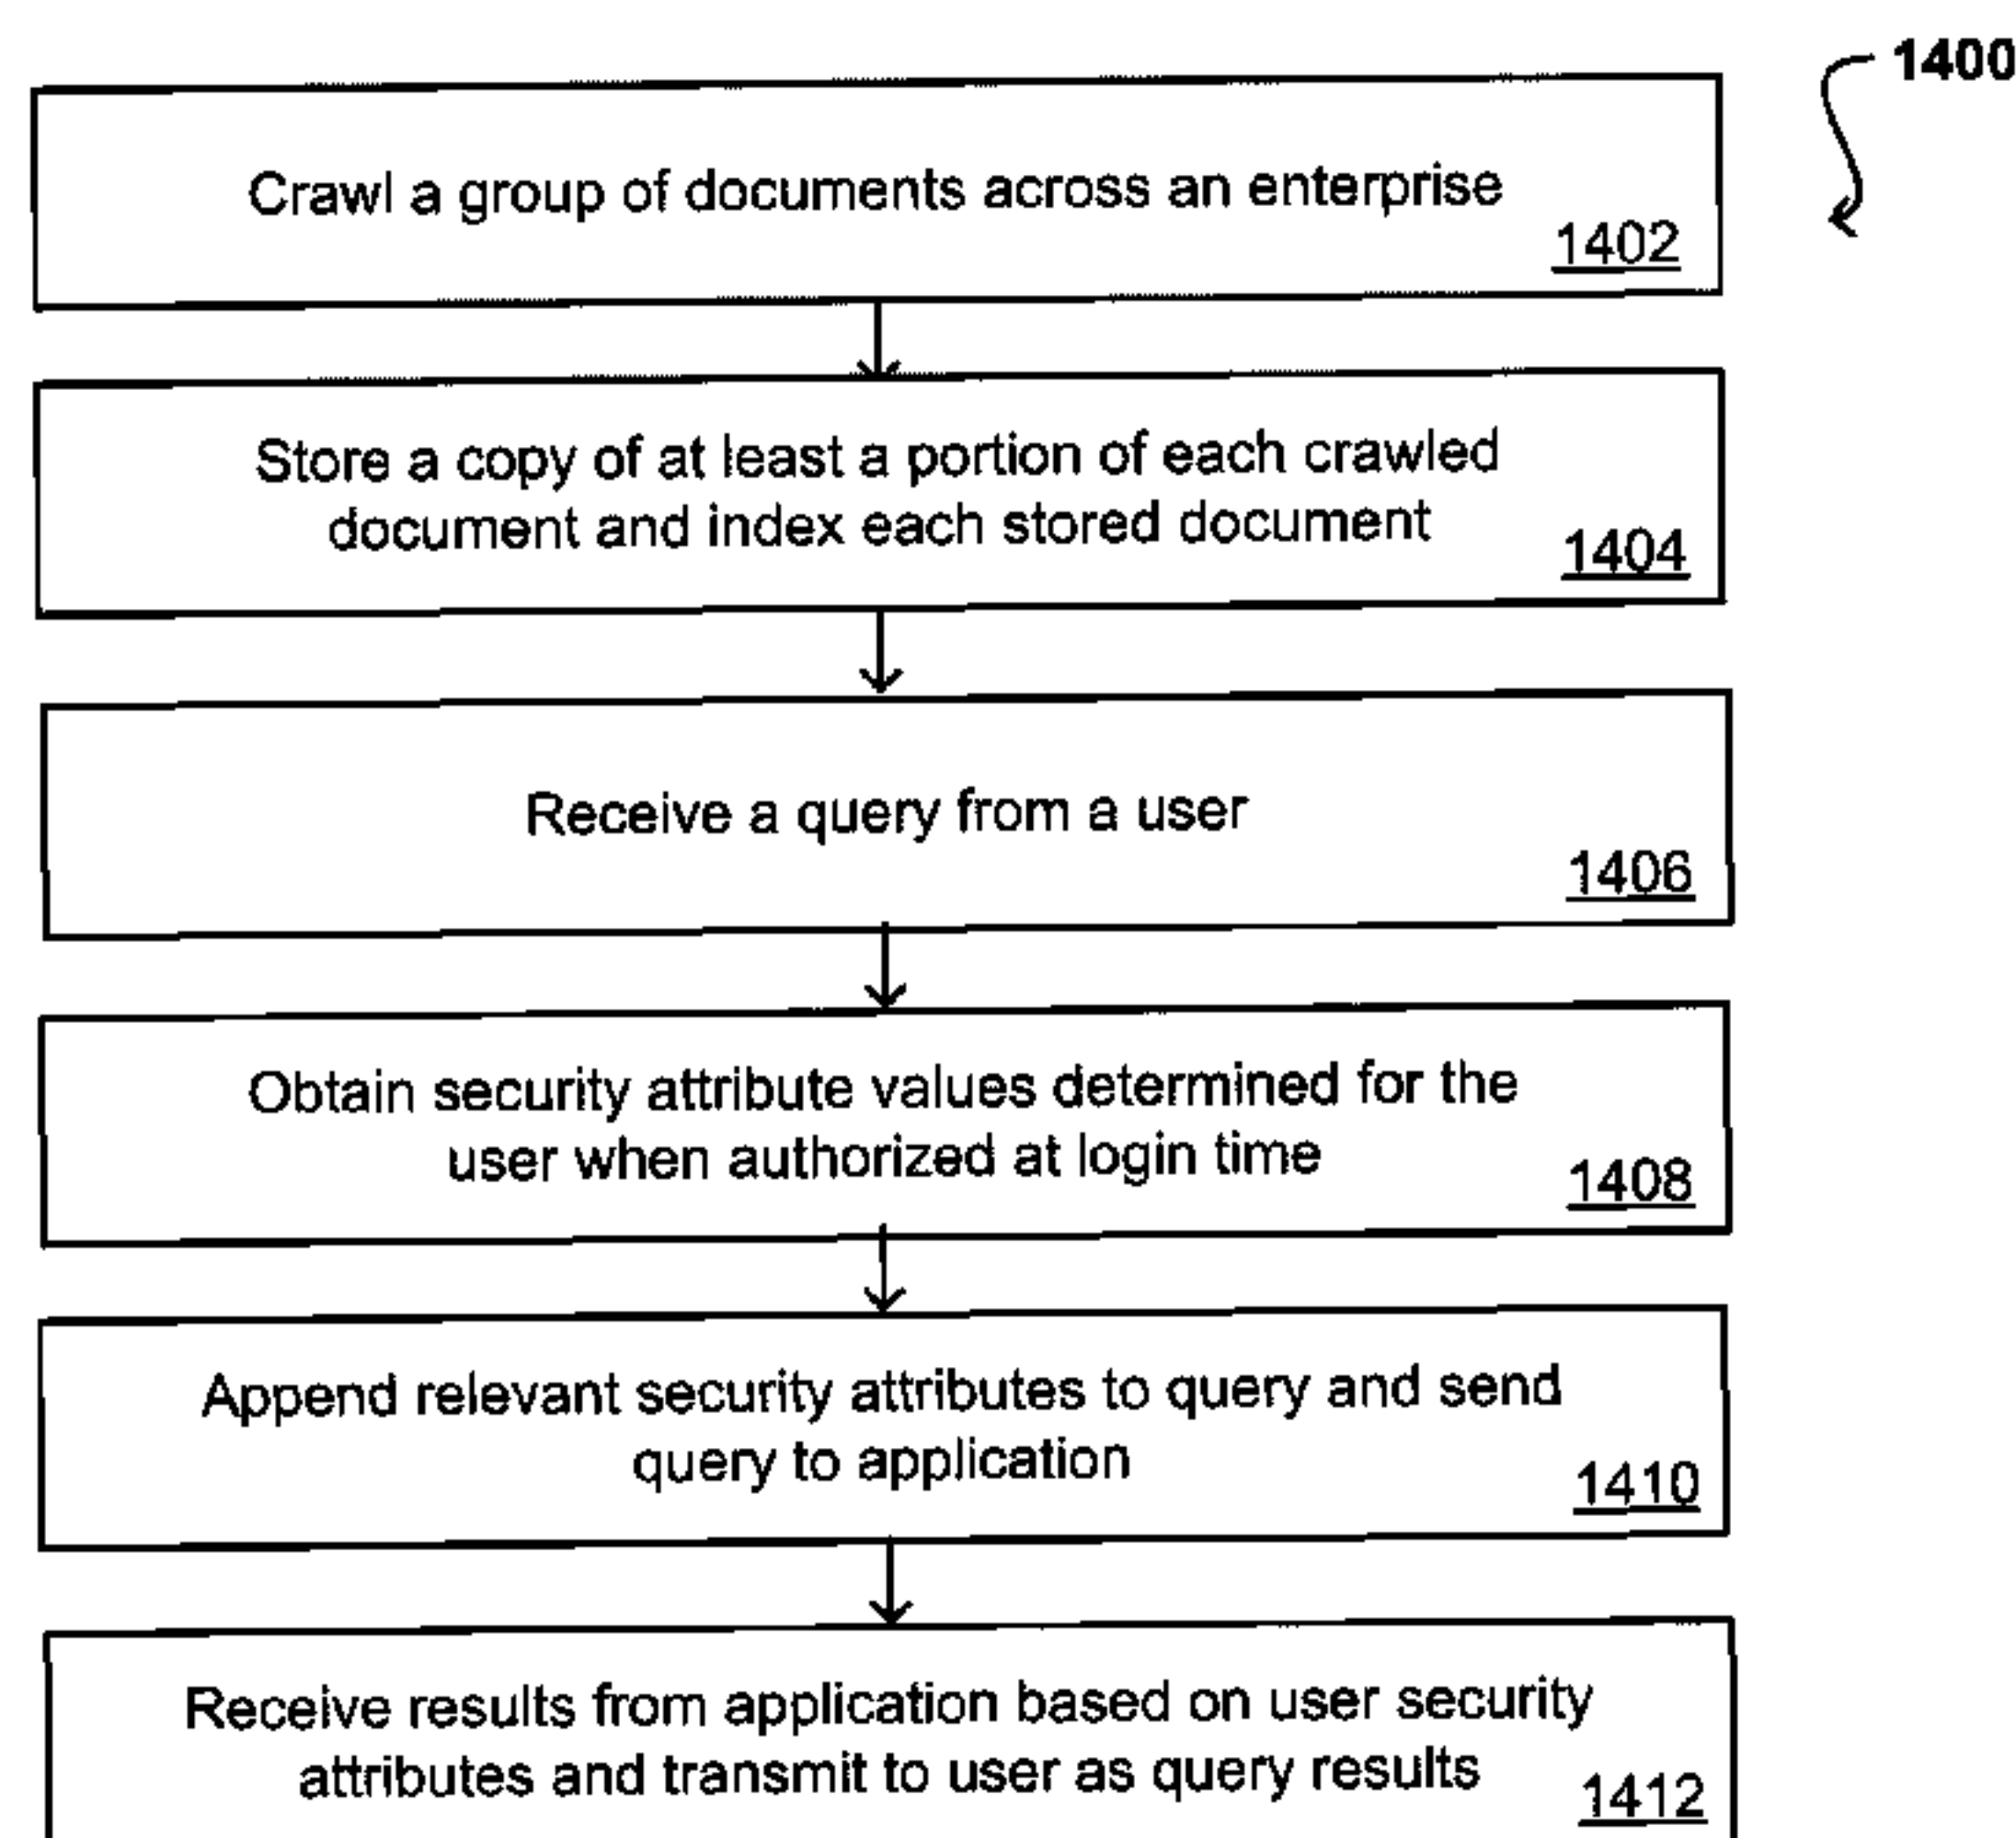 1400
Crawl a group of documents across an enterprise
1402
Store a copy of at least a portion of each crawled
document and index each stored document
1404
Receive a query from a user
1406
Obtain security attribute values determined for the
user when authorized at login time
1408
Append relevant security attributes to query and send
query to application
1410
Receive results from application based on user security
attributes and transmit to user as query results
1412